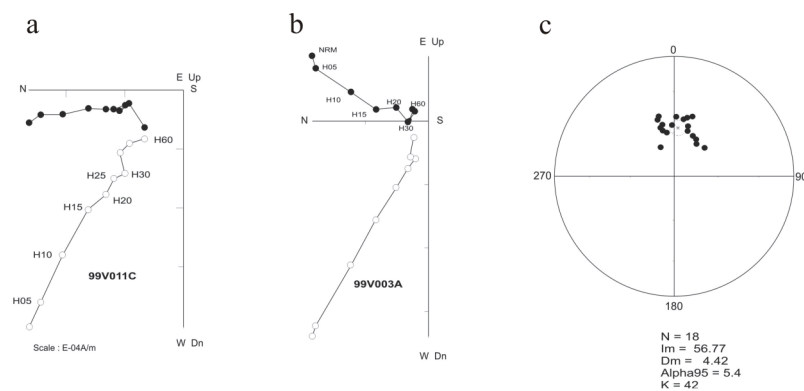 a
E Up
N
S
H60
H25
H30
H20
H15
H10
99V011C
H05
Scale : E-04A/m
W Dn
b
E Up
NRM
H05
H10
H15
H20
H60
N
S
H30
99V003A
W Dn
c
0
270
90
180
N = 18
Im = 56.77
Dm = 4.42
Alpha95 = 5.4
K = 42